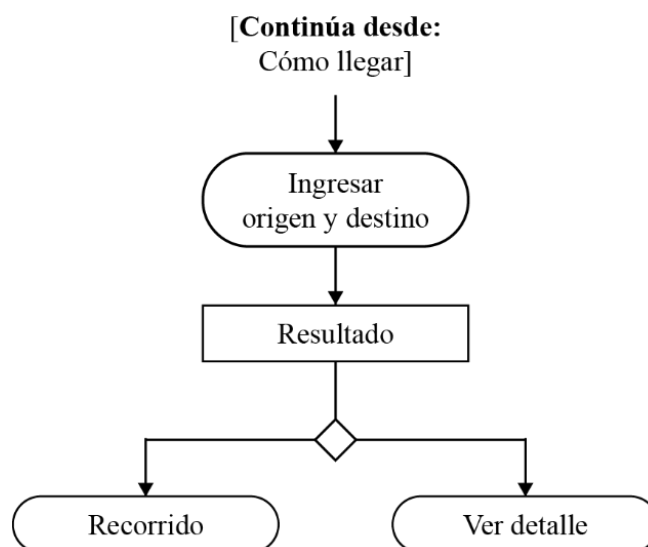 [Continúa desde:
Cómo llegar]
Ingresar
origen y destino
Resultado
Recorrido
Ver detalle